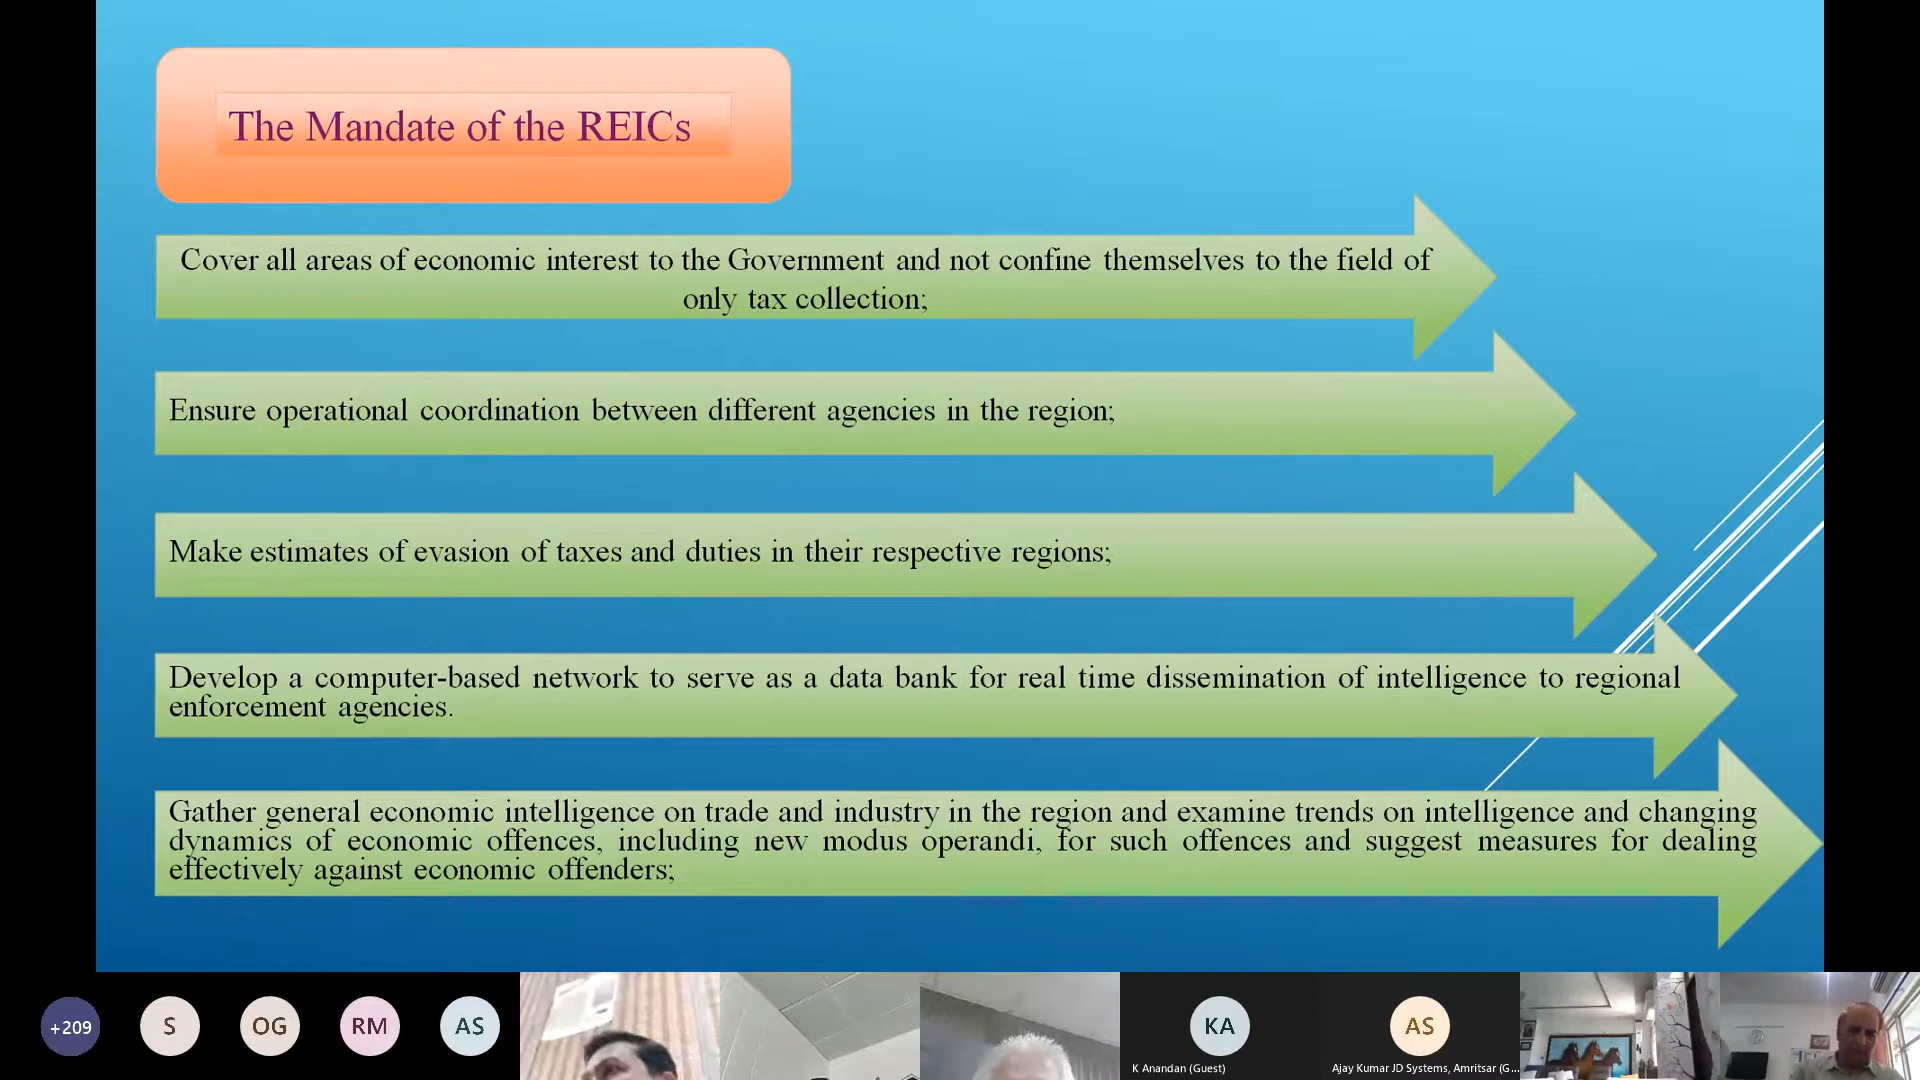 The Mandate of the REICs
Cover all areas of economic interest to the Government and not confine themselves to the field of
only tax collection;
Ensure operational coordination between different agencies in the region;
Make estimates of evasion of taxes and duties in their respective regions;
Develop a computer-based network to serve as a data bank for real time dissemination of intelligence to regional
enforcement agencies.
Gather general economic intelligence on trade and industry in the region and examine trends on intelligence and changing
dynamics of economic offences, including new modus operandi, for such offences and suggest measures for dealing
effectively against economic offenders;
+209
S
OG
RM
AS
KA
K Anandan (Guest)
AS
Ajay Kumar JD Systems, Amritsar (G...